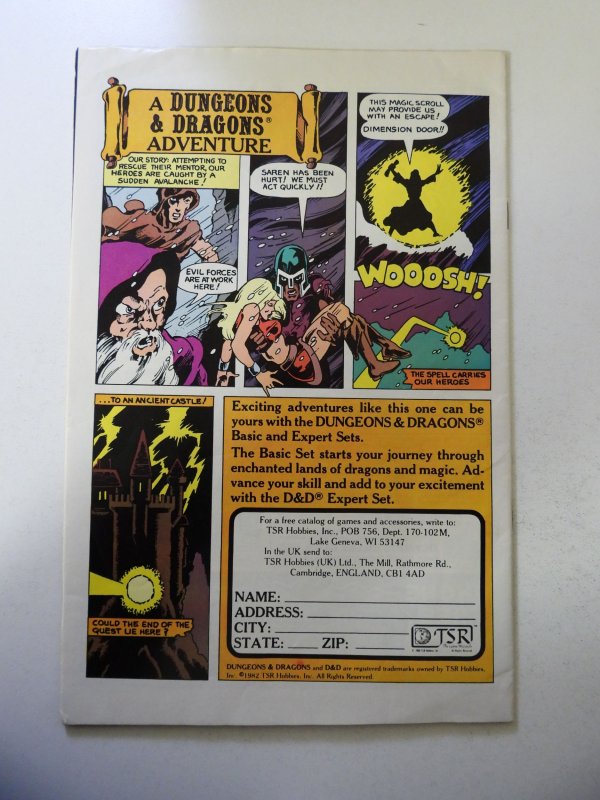 A DUNGEONS
& DRAGONS®
ADVENTURE
OUR STORY: ATTEMPTING TO
RESCUE THEIR MENTOR, OUR
HEROES ARE CAUGHT BY A
SUDDEN AVALANCHE!
EVIL FORCES
ARE AT WORK
HERE!
SAREN HAS BEEN
HURT! WE MUST
ACT QUICKLY!!
THIS MAGIC SCROLL
MAY PROVIDE US
WITH AN ESCAPE!
DIMENSION DOOR!!
WOOOSH!
THE SPELL CARRIES
OUR HEROES
...TO AN ANCIENT CASTLE!
COULD THE END OF THE
QUEST LIE HERE?
Exciting adventures like this one can be
yours with the DUNGEONS & DRAGONS®
Basic and Expert Sets.
The Basic Set starts your journey through
enchanted lands of dragons and magic. Ad-
vance your skill and add to your excitement
with the D&D® Expert Set.
For a free catalog of games and accessories, write to:
TSR Hobbies, Inc., POB 756, Dept. 170-102M,
Lake Geneva, WI 53147
In the UK send to:
TSR Hobbies (UK) Ltd., The Mill, Rathmore Rd.,
Cambridge, ENGLAND, CB1 4AD
NAME:
ADDRESS:
CITY:
STATE: ZIP:
TSR
DUNGEONS & DRAGONS and D&D are registered trademarks owned by TSR Hobbies,
Inc. ©1982 TSR Hobbies, Inc. All Rights Reserved.